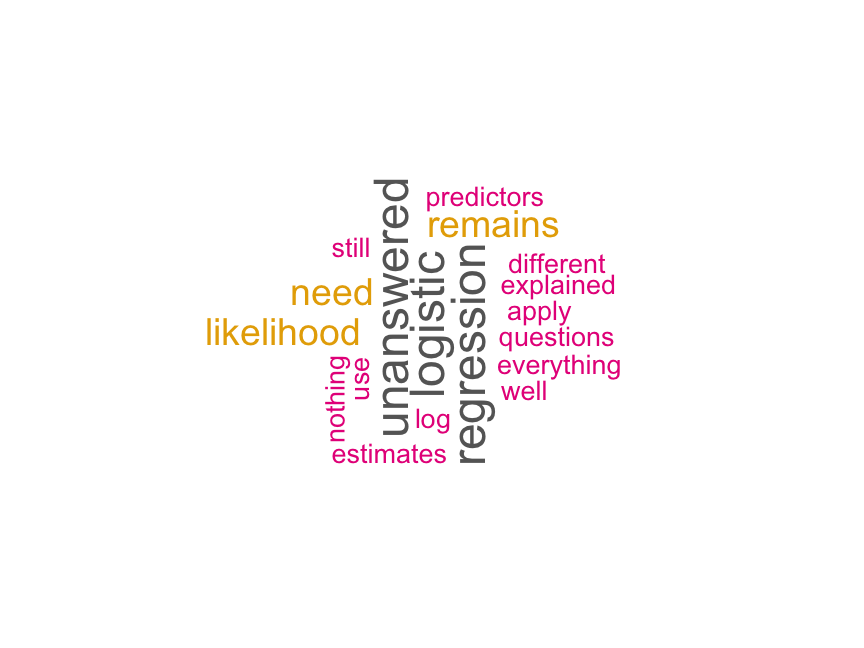 predictors
remains
unanswered
still
logistic
regression
different
need
explained
apply
likelihood
questions
nothing
use
everything
well
log
estimates